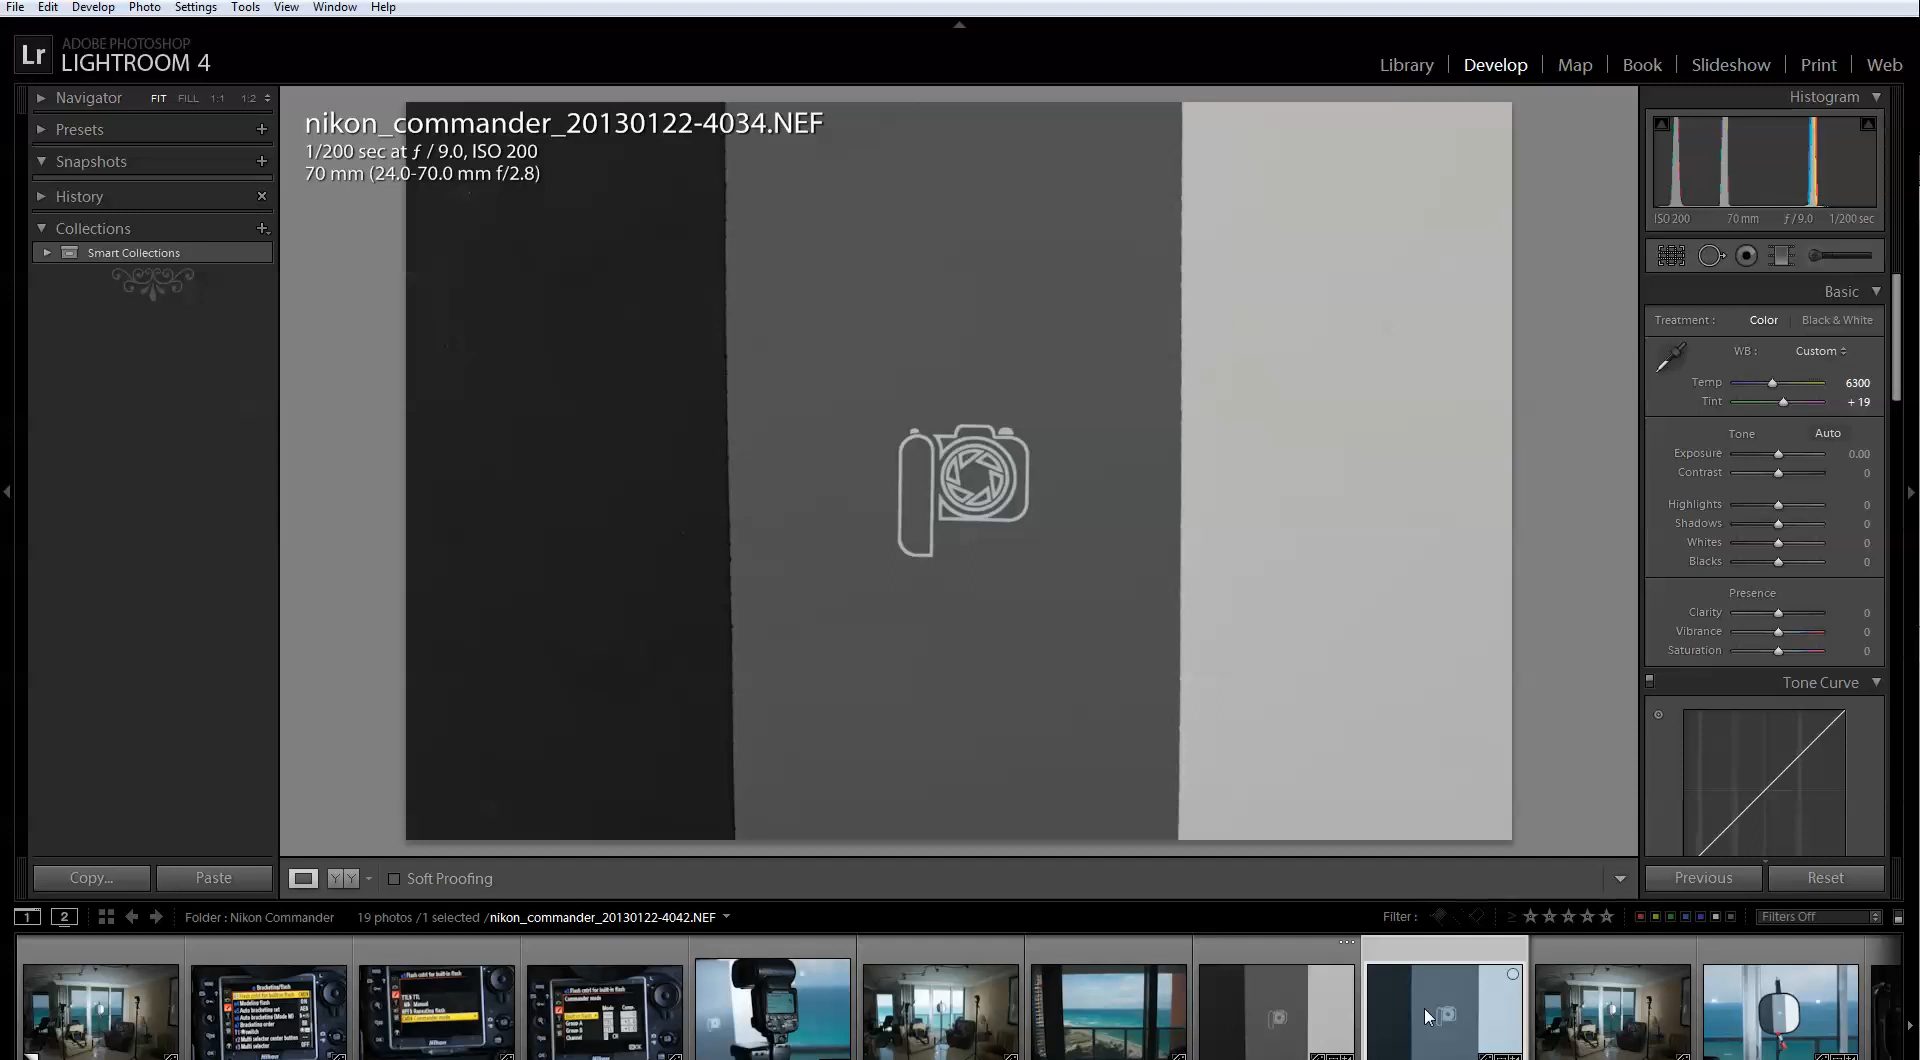 File Edit Develop Photo Settings Tools View Window Help
Lr ADOBE PHOTOSHOP
LIGHTROOM 4
Library Develop Map Book Slideshow Print Web
Navigator FIT FILL 1:1 1:2
Presets
Snapshots
History
Collections
Smart Collections
Copy... Paste
nikon_commander_20130122-4034.NEF
1/200 sec at ƒ / 9.0, ISO 200
70 mm (24.0-70.0 mm f/2.8)
Soft Proofing
Histogram
ISO 200 70 mm ƒ / 9.0 1/200 sec
Basic
Treatment : Color Black & White
WB : Custom
Temp 6300
Tint + 19
Tone Auto
Exposure 0.00
Contrast 0
Highlights 0
Shadows 0
Whites 0
Blacks 0
Presence
Clarity 0
Vibrance 0
Saturation 0
Tone Curve
Previous Reset
1 2 Folder : Nikon Commander 19 photos / 1 selected / nikon_commander_20130122-4042.NEF Filter : Filters Off